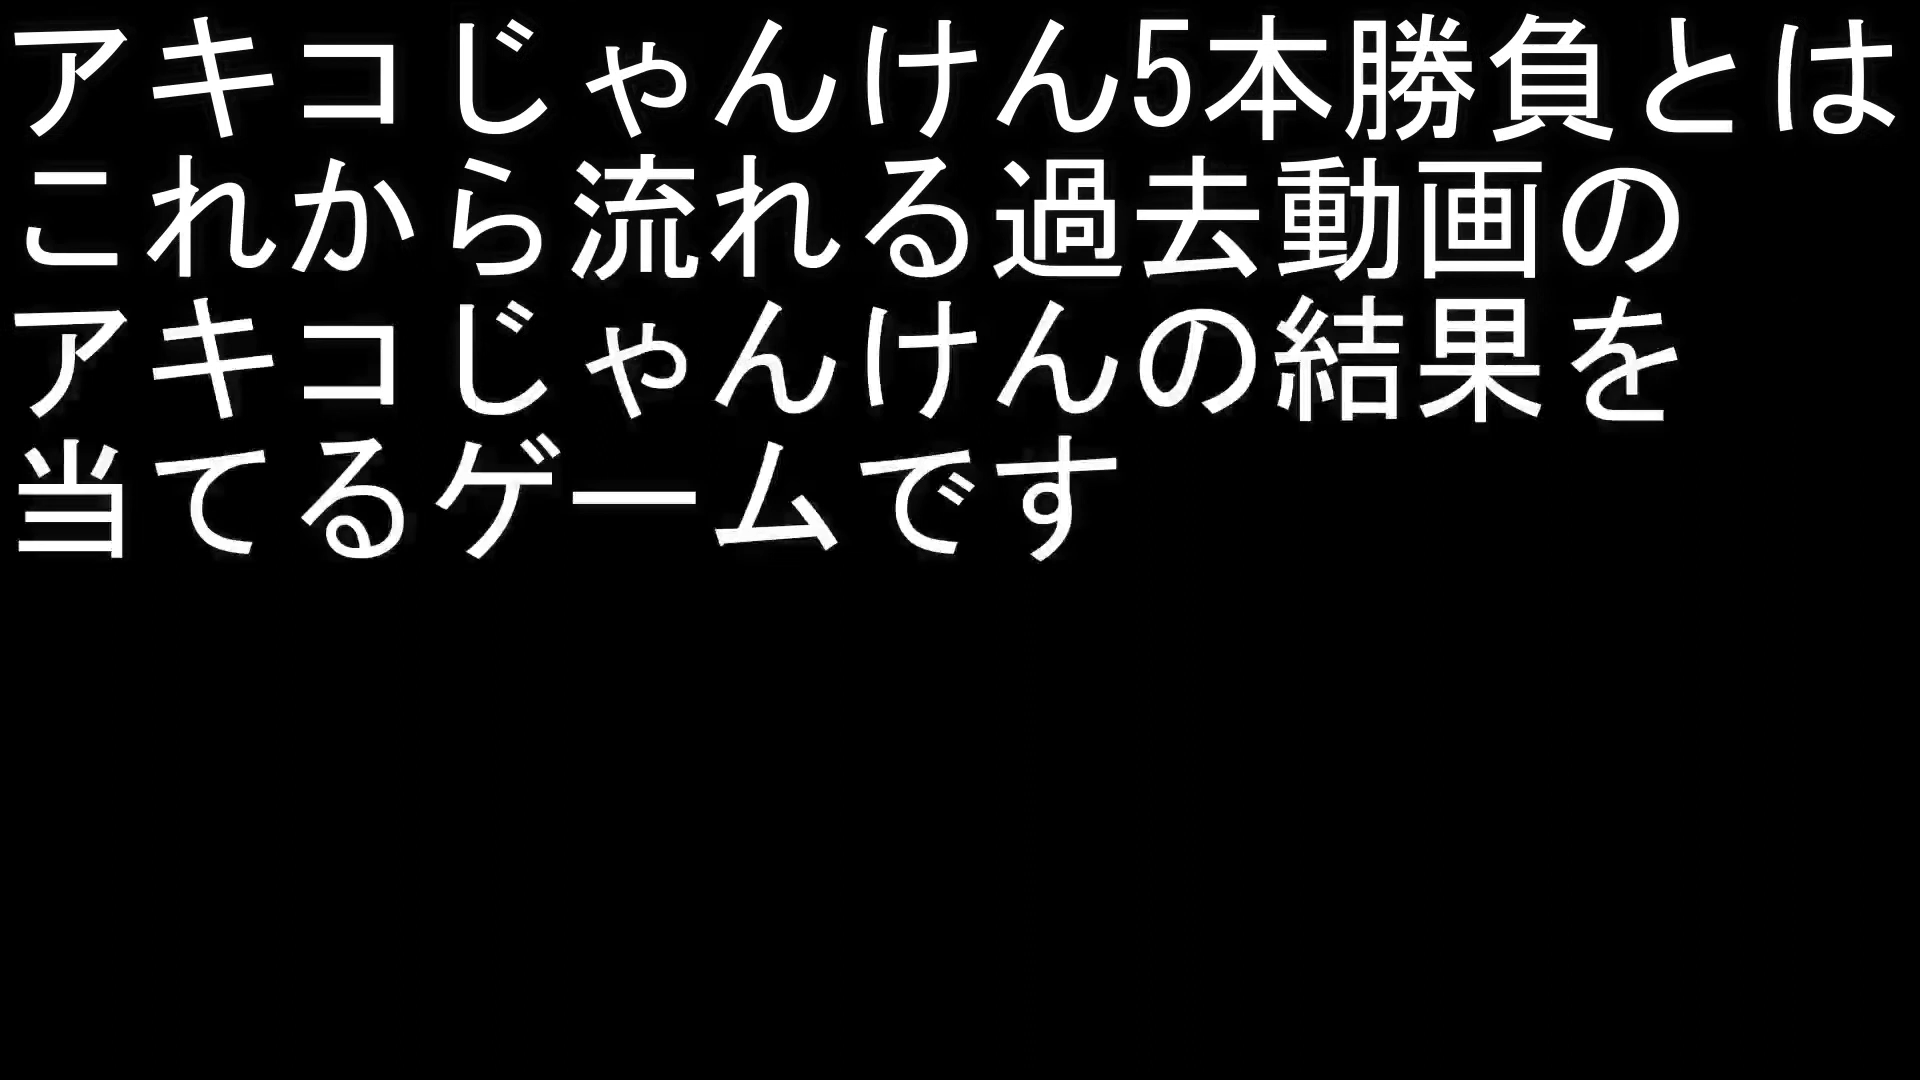 アキコじゃんけん5本勝負とは
これから流れる過去動画の
アキコじゃんけんの結果を
当てるゲームです